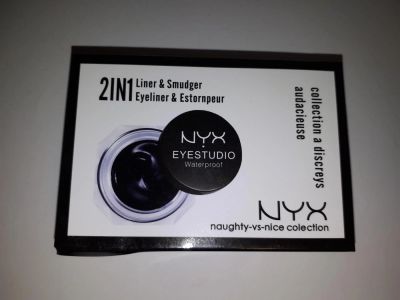 2IN1 Liner & Smudger
Eyeliner & Estornpeur
NYX
EYESTUDIO
Waterproof
collection a discreys
audacieuse
NYX
naughty-vs-nice colection